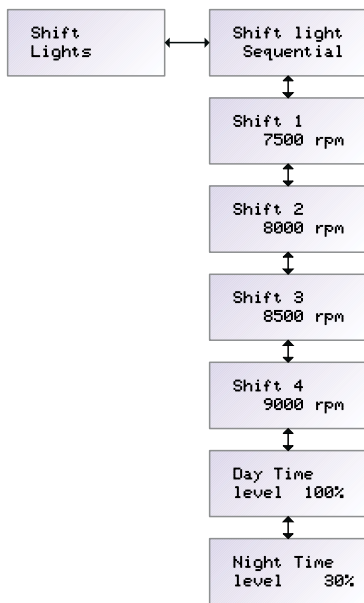 Shift
Lights
Shift light
Sequential
Shift 1
7500 rpm
Shift 2
8000 rpm
Shift 3
8500 rpm
Shift 4
9000 rpm
Day Time
level 100%
Night Time
level 30%